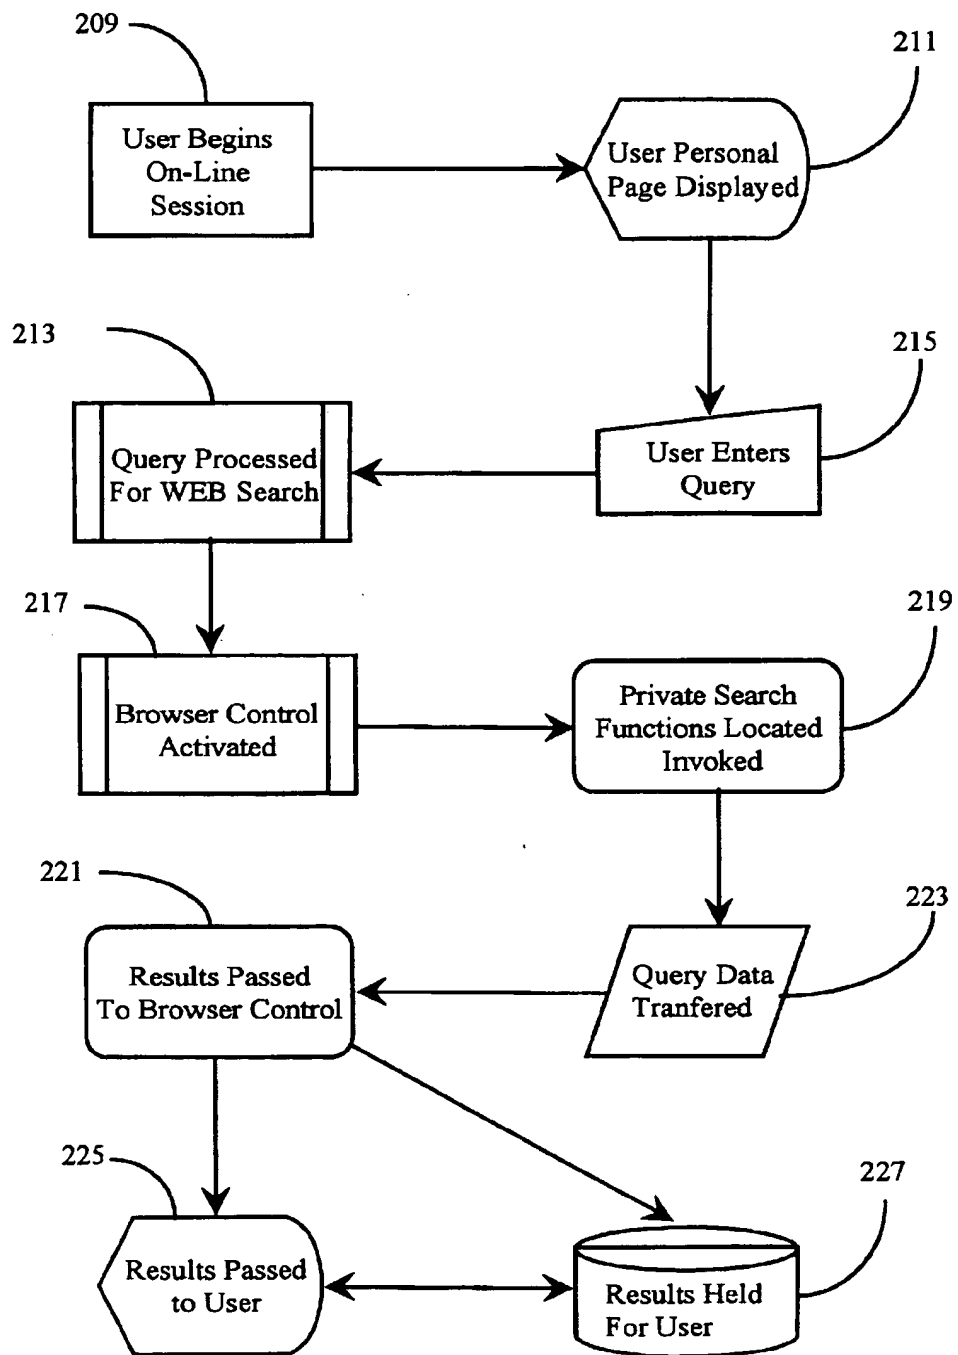 209
211
User Begins
On-Line
Session
User Personal
Page Displayed
213
215
Query Processed
For WEB Search
User Enters
Query
217
219
Browser Control
Activated
Private Search
Functions Located
Invoked
221
223
Results Passed
To Browser Control
Query Data
Tranfered
225
227
Results Passed
to User
Results Held
For User